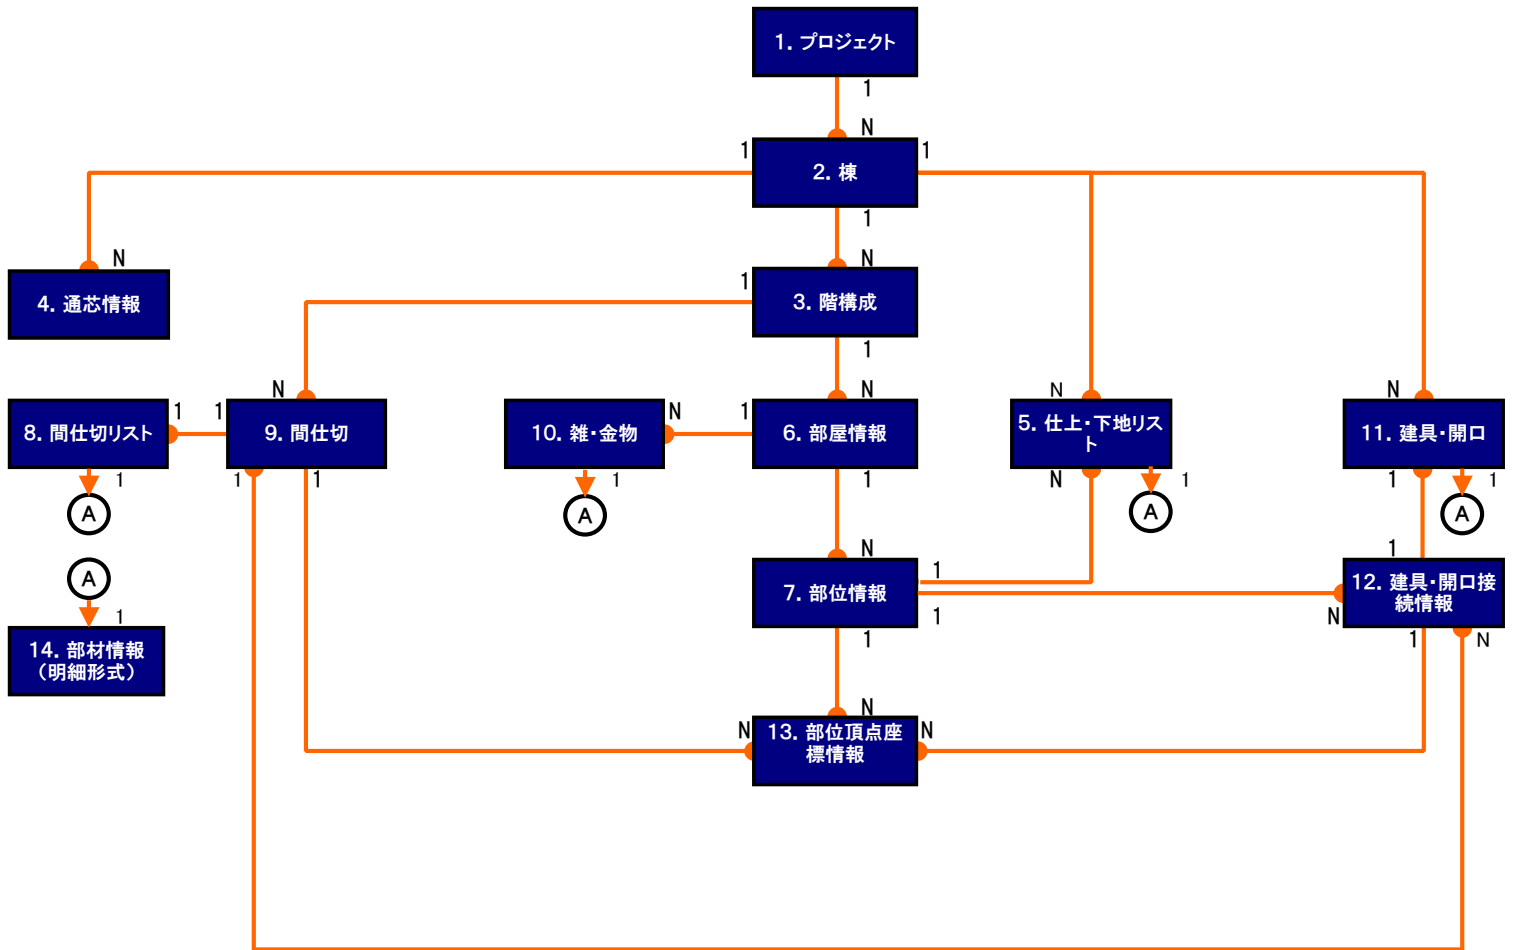 1. プロジェクト
1
N
1
2. 棟
1
1
N
N
1
4. 通芯情報
3. 階構成
1
N
N
N
N
1
1
N
1
8. 間仕切リスト
9. 間仕切
10. 雑・金物
6. 部屋情報
5. 仕上・下地リス
ト
11. 建具・開口
1
1
1
1
1
N
1
1
1
A
A
A
A
N
1
1
A
7. 部位情報
12. 建具・開口接
続情報
1
1
N
14. 部材情報
(明細形式)
1
1
N
N
N
N
13. 部位頂点座
標情報